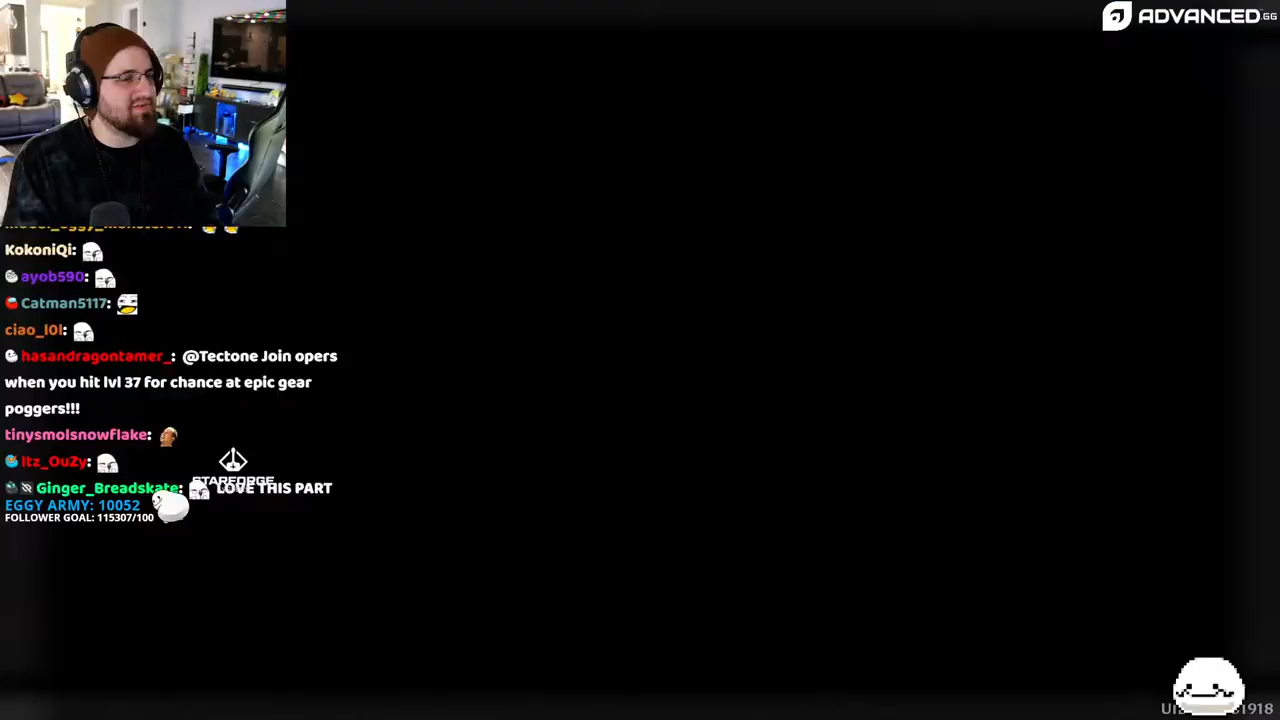 ADVANCED.GG
KokoniQi:
ayob590:
Catman5117:
ciao_l0l:
hasandragontamer_: @Tectone Join opers
when you hit lvl 37 for chance at epic gear
poggers!!!
tinysmolsnowflake:
Itz_OuZy:
STARFORGE
Ginger_Breadskate: LOVE THIS PART
EGGY ARMY: 10052
FOLLOWER GOAL: 115307/100